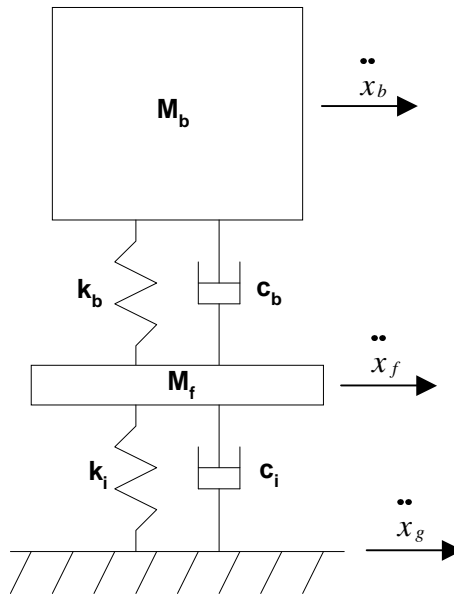 M_b
ẍ_b
k_b
c_b
M_f
ẍ_f
k_i
c_i
ẍ_g